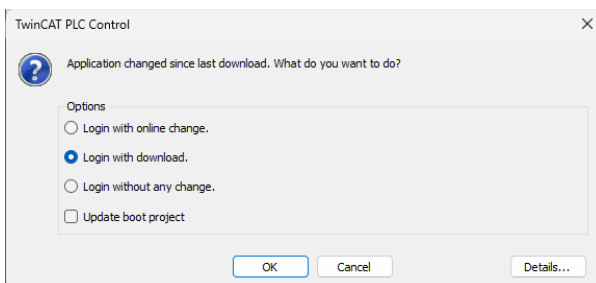 TwinCAT PLC Control
Application changed since last download. What do you want to do?
Options
Login with online change.
Login with download.
Login without any change.
Update boot project
OK Cancel Details...